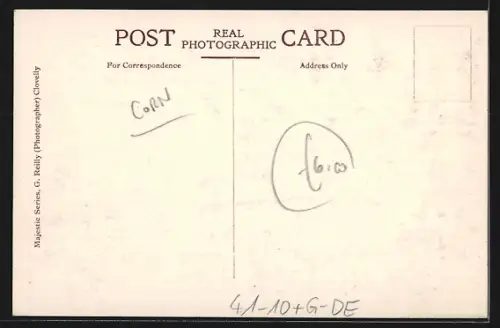 POST REAL PHOTOGRAPHIC CARD
For Correspondence
Address Only
Majestic Series, G. Reilly (Photographer) Clovelly
CORN
£6.00
41-10+G-DE